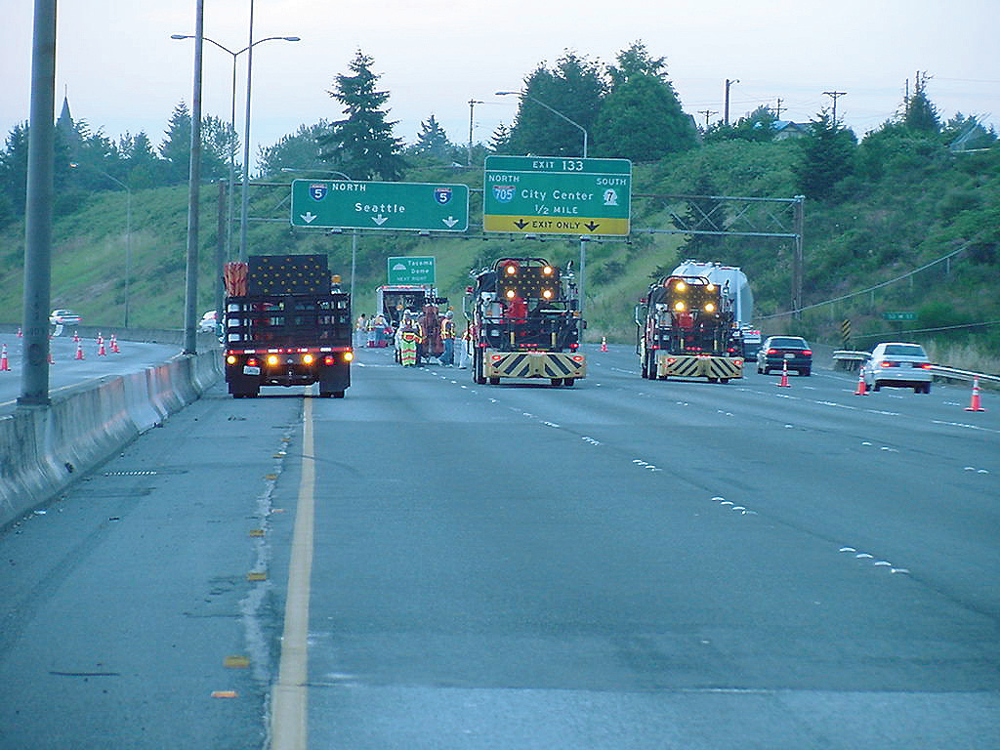 EXIT 133
NORTH
5
5
Seattle
NORTH
SOUTH
705
City Center
7
1/2 MILE
EXIT ONLY
Tacoma
Dome
NEXT RIGHT